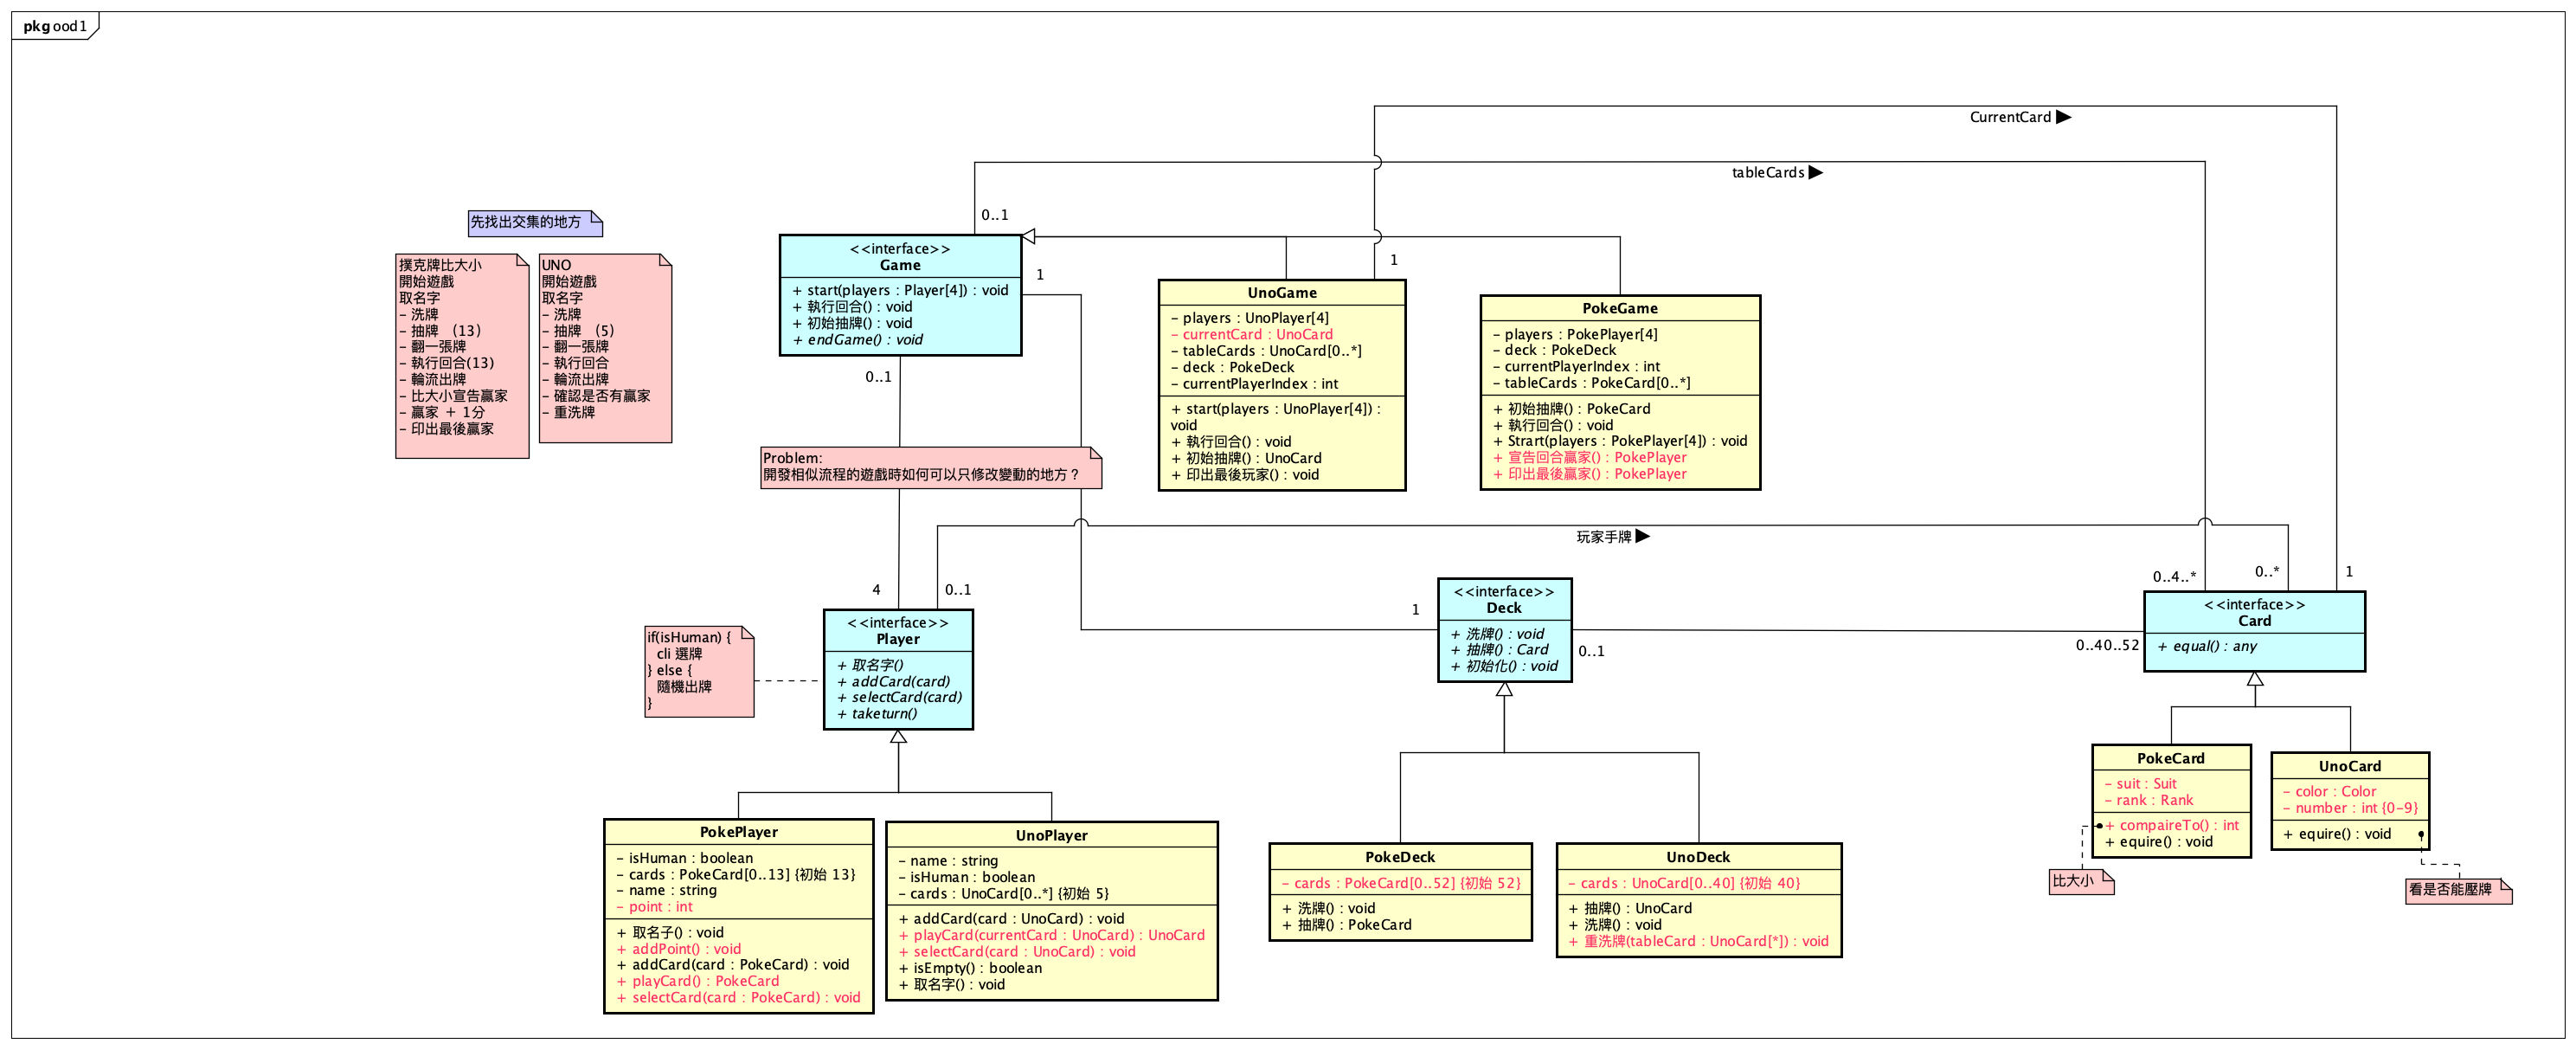 pkg ood1
CurrentCard
tableCards
先找出交集的地方
撲克牌比大小
開始遊戲
取名字
– 洗牌
– 抽牌 (13)
– 翻一張牌
– 執行回合(13)
– 輪流出牌
– 比大小宣告贏家
– 贏家 + 1分
– 印出最後贏家
UNO
開始遊戲
取名字
– 洗牌
– 抽牌 (5)
– 翻一張牌
– 執行回合
– 輪流出牌
– 確認是否有贏家
– 重洗牌
0..1
<<interface>>
Game
+ start(players : Player[4]) : void
+ 執行回合() : void
+ 初始抽牌() : void
+ endGame() : void
1
0..1
1
UnoGame
– players : UnoPlayer[4]
– currentCard : UnoCard
– tableCards : UnoCard[0..*]
– deck : PokeDeck
– currentPlayerIndex : int
+ start(players : UnoPlayer[4]) :
void
+ 執行回合() : void
+ 初始抽牌() : UnoCard
+ 印出最後玩家() : void
PokeGame
– players : PokePlayer[4]
– deck : PokeDeck
– currentPlayerIndex : int
– tableCards : PokeCard[0..*]
+ 初始抽牌() : PokeCard
+ 執行回合() : void
+ Strart(players : PokePlayer[4]) : void
+ 宣告回合贏家() : PokePlayer
+ 印出最後贏家() : PokePlayer
Problem:
開發相似流程的遊戲時如何可以只修改變動的地方？
玩家手牌
4
0..1
1
0..4..*
0..*
1
if(isHuman) {
cli 選牌
} else {
隨機出牌
}
<<interface>>
Player
+ 取名字()
+ addCard(card)
+ selectCard(card)
+ taketurn()
<<interface>>
Deck
+ 洗牌() : void
+ 抽牌() : Card
+ 初始化() : void
0..1
0..40..52
<<interface>>
Card
+ equal() : any
PokePlayer
– isHuman : boolean
– cards : PokeCard[0..13] {初始 13}
– name : string
– point : int
+ 取名子() : void
+ addPoint() : void
+ addCard(card : PokeCard) : void
+ playCard() : PokeCard
+ selectCard(card : PokeCard) : void
UnoPlayer
– name : string
– isHuman : boolean
– cards : UnoCard[0..*] {初始 5}
+ addCard(card : UnoCard) : void
+ playCard(currentCard : UnoCard) : UnoCard
+ selectCard(card : UnoCard) : void
+ isEmpty() : boolean
+ 取名字() : void
PokeDeck
– cards : PokeCard[0..52] {初始 52}
+ 洗牌() : void
+ 抽牌() : PokeCard
UnoDeck
– cards : UnoCard[0..40] {初始 40}
+ 抽牌() : UnoCard
+ 洗牌() : void
+ 重洗牌(tableCard : UnoCard[*]) : void
PokeCard
– suit : Suit
– rank : Rank
+ compaireTo() : int
+ equire() : void
UnoCard
– color : Color
– number : int {0–9}
+ equire() : void
比大小
看是否能壓牌